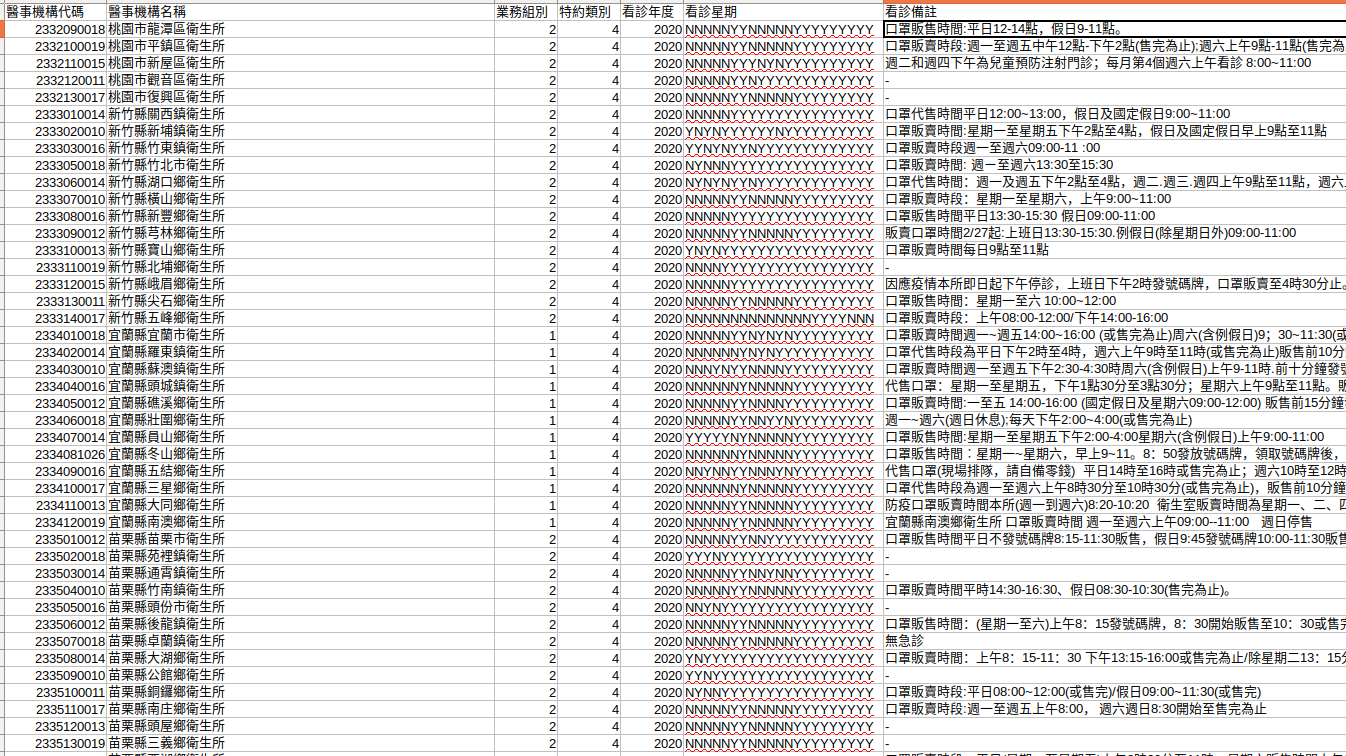 醫事機構代碼 醫事機構名稱 業務組別 特約類別 看診年度 看診星期 看診備註
2332090018 桃園市龍潭區衛生所 2 4 2020 NNNNNYYNNNNNYYYYYYYYY 口罩販售時間:平日12-14點，假日9-11點。
2332100019 桃園市平鎮區衛生所 2 4 2020 NNNNNYYNNNNNYYYYYYYYY 口罩販賣時段:週一至週五中午12點-下午2點(售完為止);週六上午9點-11點(售完為
2332110015 桃園市新屋區衛生所 2 4 2020 NNNNNYYYNYNYYYYYYYYYY 週二和週四下午為兒童預防注射門診；每月第4個週六上午看診 8:00~11:00
2332120011 桃園市觀音區衛生所 2 4 2020 NNNNNYYNYYYYYYYYYYYYY -
2332130017 桃園市復興區衛生所 2 4 2020 NNNNNYYNNNNNYYYYYYYYY -
2333010014 新竹縣關西鎮衛生所 2 4 2020 NNNNNYYYYYYYYYYYYYYYY 口罩代售時間平日12:00~13:00，假日及國定假日9:00~11:00
2333020010 新竹縣新埔鎮衛生所 2 4 2020 YNYNYYYYYYNYYYYYYYYYY 口罩販賣時間:星期一至星期五下午2點至4點，假日及國定假日早上9點至11點
2333030016 新竹縣竹東鎮衛生所 2 4 2020 YYNYNYYNYYYYYYYYYYYYY 口罩販賣時段週一至週六09:00-11 :00
2333050018 新竹縣竹北市衛生所 2 4 2020 NYNNNYYYYYYYYYYYYYYYY 口罩販賣時間: 週一至週六13:30至15:30
2333060014 新竹縣湖口鄉衛生所 2 4 2020 NYNYNYYNYYYYYYYYYYYYY 口罩代售時間：週一及週五下午2點至4點，週二.週三.週四上午9點至11點，週六
2333070010 新竹縣橫山鄉衛生所 2 4 2020 NNNNNYYNNNNNYYYYYYYYY 口罩販賣時段：星期一至星期六，上午9:00~11:00
2333080016 新竹縣新豐鄉衛生所 2 4 2020 NNNNNYYYYYYYYYYYYYYYY 口罩販售時間平日13:30-15:30 假日09:00-11:00
2333090012 新竹縣芎林鄉衛生所 2 4 2020 NNNNNYYNNNNNYYYYYYYYY 販賣口罩時間2/27起:上班日13:30-15:30.例假日(除星期日外)09:00-11:00
2333100013 新竹縣寶山鄉衛生所 2 4 2020 YNYNYYYYYYYYYYYYYYYYY 口罩販賣時間每日9點至11點
2333110019 新竹縣北埔鄉衛生所 2 4 2020 NNNNYYYYYYYYYYYYYYYYY -
2333120015 新竹縣峨眉鄉衛生所 2 4 2020 NNNNNYYYYYYYYYYYYYYYY 因應疫情本所即日起下午停診，上班日下午2時發號碼牌，口罩販賣至4時30分止。
2333130011 新竹縣尖石鄉衛生所 2 4 2020 NNNNNYYNNNNNYYYYYYYYY 口罩販售時間：星期一至六 10:00~12:00
2333140017 新竹縣五峰鄉衛生所 2 4 2020 NNNNNNNNNNNNNNYYYYNNN 口罩販賣時段：上午08:00-12:00/下午14:00-16:00
2334010018 宜蘭縣宜蘭市衛生所 1 4 2020 NNNNNYYNYNYNYYYYYYYYY 口罩販賣時間週一~週五14:00~16:00 (或售完為止)周六(含例假日)9；30~11:30(或
2334020014 宜蘭縣羅東鎮衛生所 1 4 2020 NNNNNNYNYNYYYYYYYYYYY 口罩代售時段為平日下午2時至4時，週六上午9時至11時(或售完為止)販售前10分
2334030010 宜蘭縣蘇澳鎮衛生所 1 4 2020 NNNYNYYNNNYYYYYYYYYYY 口罩販賣時間週一至週五下午2:30-4:30時周六(含例假日)上午9-11時.前十分鐘發號
2334040016 宜蘭縣頭城鎮衛生所 1 4 2020 NNNNNNYNNNNNYYYYYYYYY 代售口罩：星期一至星期五，下午1點30分至3點30分；星期六上午9點至11點。販
2334050012 宜蘭縣礁溪鄉衛生所 1 4 2020 NNNNNYYNNNNYYYYYYYYYY 口罩販賣時間:一至五 14:00-16:00 (國定假日及星期六09:00-12:00) 販售前15分鐘
2334060018 宜蘭縣壯圍鄉衛生所 1 4 2020 NNNNNYYNYYNYNYYYYYYYY 週一~週六(週日休息);每天下午2:00~4:00(或售完為止)
2334070014 宜蘭縣員山鄉衛生所 1 4 2020 YYYYYNYNNNNNYYYYYYYYY 口罩販售時間:星期一至星期五下午2:00-4:00星期六(含例假日)上午9:00-11:00
2334081026 宜蘭縣冬山鄉衛生所 1 4 2020 NNNNNYYNNNNNYYYYYYYYY 口罩販售時間：星期一~星期六，早上9~11。8：50發放號碼牌，領取號碼牌後，
2334090016 宜蘭縣五結鄉衛生所 1 4 2020 NNYNNYYNNNYNYYYYYYYYY 代售口罩(現場排隊，請自備零錢) 平日14時至16時或售完為止；週六10時至12時
2334100017 宜蘭縣三星鄉衛生所 1 4 2020 NNNNNNYNNNNNYYYYYYYYY 口罩代售時段為週一至週六上午8時30分至10時30分(或售完為止)，販售前10分鐘
2334110013 宜蘭縣大同鄉衛生所 1 4 2020 NNNNNNYNNNNNYYYYYYYYY 防疫口罩販賣時間本所(週一到週六)8:20-10:20 衛生室販賣時間為星期一、二、四
2334120019 宜蘭縣南澳鄉衛生所 1 4 2020 NNNNNYYNNNNNYYYYYYYYY 宜蘭縣南澳鄉衛生所 口罩販賣時間 週一至週六上午09:00--11:00 週日停售
2335010012 苗栗縣苗栗市衛生所 2 4 2020 NNNNNYYNNYYYYYYYYYYYY 口罩販售時間平日不發號碼牌8:15-11:30販售，假日9:45發號碼牌10:00-11:30販售
2335020018 苗栗縣苑裡鎮衛生所 2 4 2020 YYYNYYYYYYYYYYYYYYYYY -
2335030014 苗栗縣通霄鎮衛生所 2 4 2020 NNNNNYYNNYNNYYYYYYYYY -
2335040010 苗栗縣竹南鎮衛生所 2 4 2020 NNNNNYYNNNNNYYYYYYYYY 口罩販賣時間平時14:30-16:30、假日08:30-10:30(售完為止)。
2335050016 苗栗縣頭份市衛生所 2 4 2020 NNYNYYYYYYYYYYYYYYYYY -
2335060012 苗栗縣後龍鎮衛生所 2 4 2020 NNNNNYYNNNNNYYYYYYYYY 口罩販售時間：(星期一至六)上午8：15發號碼牌，8：30開始販售至10：30或售完
2335070018 苗栗縣卓蘭鎮衛生所 2 4 2020 NNNNNYYNNNNNYYYYYYYYY 無急診
2335080014 苗栗縣大湖鄉衛生所 2 4 2020 YNYYYYYYYYYYYYYYYYYYY 口罩販賣時間：上午8：15-11：30 下午13:15-16:00或售完為止/除星期二13：15分
2335090010 苗栗縣公館鄉衛生所 2 4 2020 YYNYYYYYYYYYYYYYYYYYY -
2335100011 苗栗縣銅鑼鄉衛生所 2 4 2020 NYNNNYYYYYYYYYYYYYYYY 口罩販賣時段:平日08:00~12:00(或售完)/假日09:00~11:30(或售完)
2335110017 苗栗縣南庄鄉衛生所 2 4 2020 NNNNNYYNNNNNYYYYYYYYY 口罩販賣時段:週一至週五上午8:00， 週六週日8:30開始至售完為止
2335120013 苗栗縣頭屋鄉衛生所 2 4 2020 NNNNNYYNNNNNYYYYYYYYY -
2335130019 苗栗縣三義鄉衛生所 2 4 2020 NNNNNYYNNNNNYYYYYYYYY -